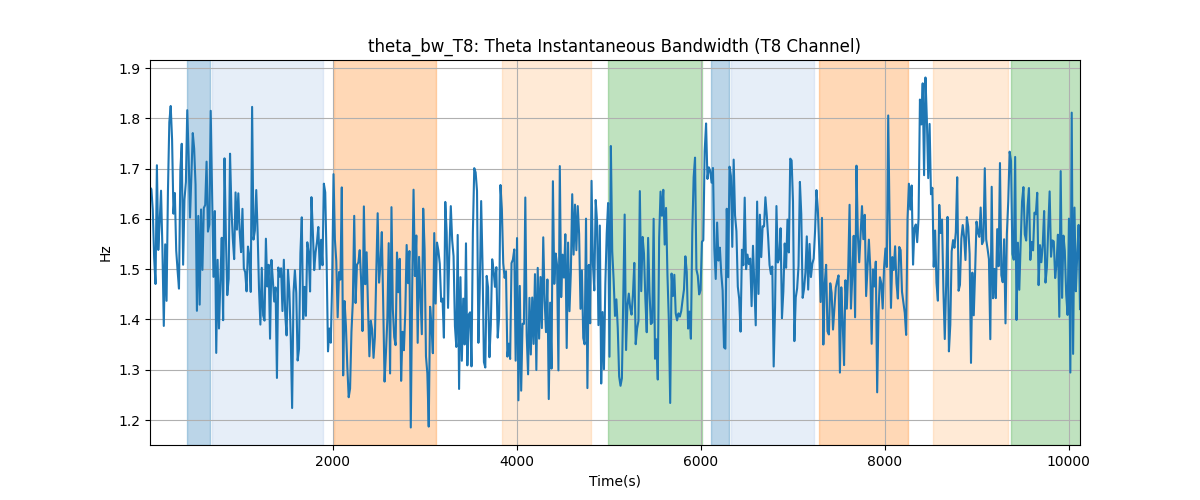 theta_bw_T8: Theta Instantaneous Bandwidth (T8 Channel)
1.9
1.8
1.7
1.6
1.5
1.4
1.3
1.2
Hz
2000 4000 6000 8000 10000
Time(s)